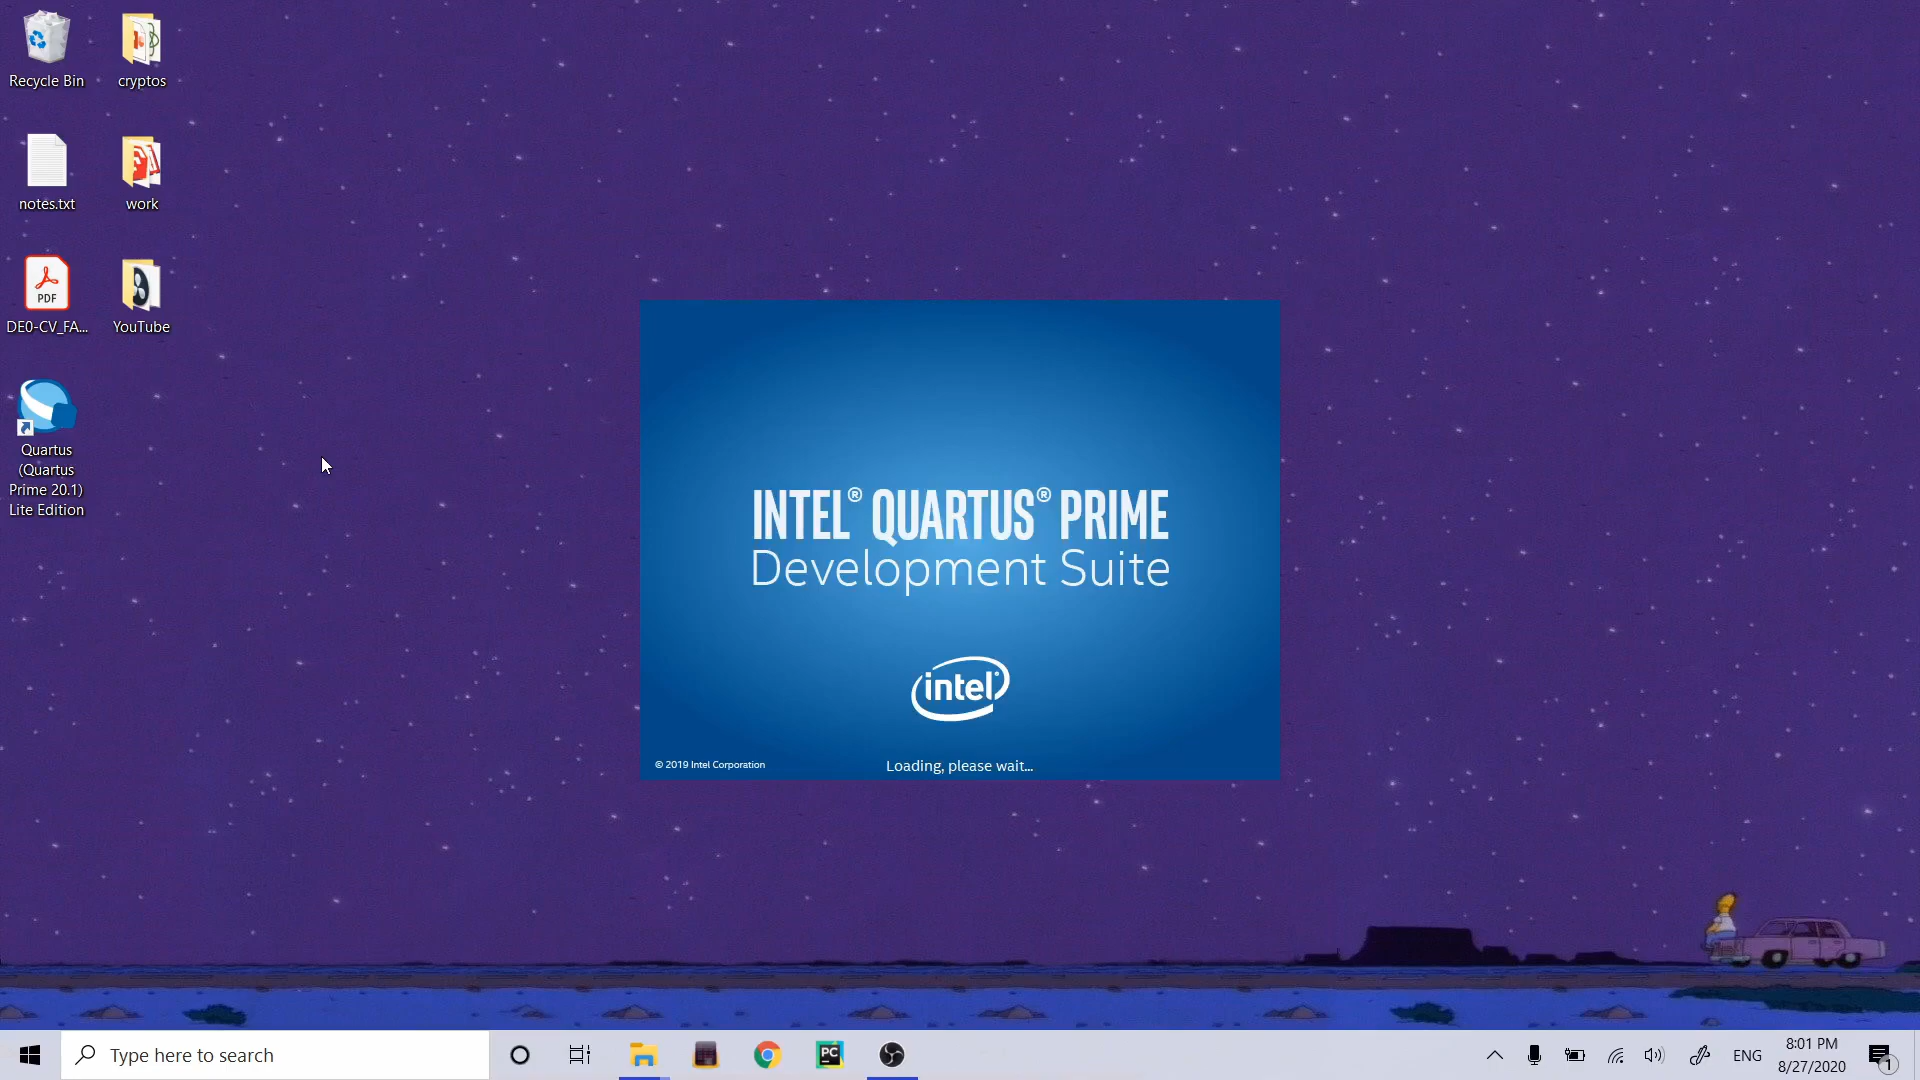 Recycle Bin
cryptos
notes.txt
work
PDF
DE0-CV_FA...
YouTube
Quartus
(Quartus
Prime 20.1)
Lite Edition
INTEL® QUARTUS® PRIME
Development Suite
intel
© 2019 Intel Corporation
Loading, please wait...
Type here to search
PC
ENG
8:01 PM
8/27/2020
1